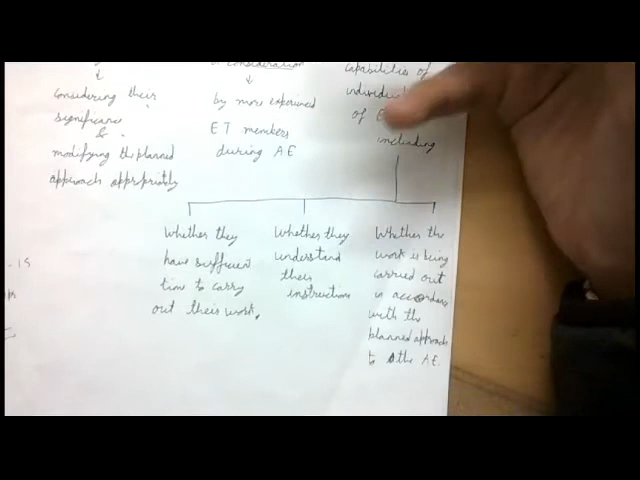 considering their
significance
&
modifying the planned
approach appropriately
consideration
by more experienced
ET members
during AE
capabilities of
of
including
Whether they
have sufficient
time to carry
out their work.
Whether they
understand
their
instructions
Whether the
work is being
carried out
in accordance
with the
planned approach
to the AE.
-15